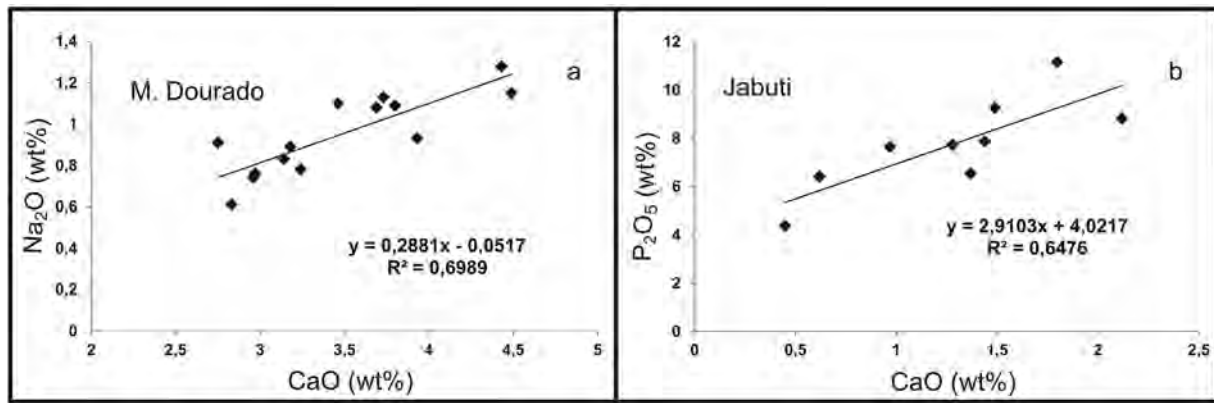 1,4
1,2
1
0,8
0,6
0,4
0,2
0
Na₂O (wt%)
M. Dourado
a
y = 0,2881x - 0,0517
R² = 0,6989
2
2,5
3
3,5
4
4,5
5
CaO (wt%)
12
10
8
6
4
2
0
P₂O₅ (wt%)
Jabuti
b
y = 2,9103x + 4,0217
R² = 0,6476
0
0,5
1
1,5
2
2,5
CaO (wt%)